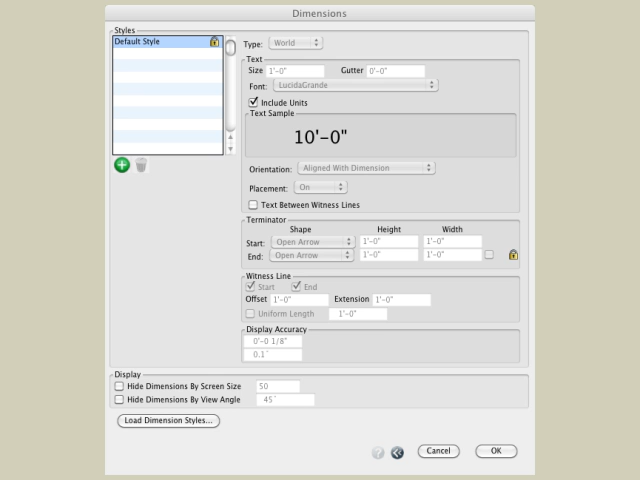 Dimensions
Styles
Default Style
Type: World
Text
Size 1'-0" Gutter 0'-0"
Font: LucidaGrande
Include Units
Text Sample
10'-0"
Orientation: Aligned With Dimension
Placement: On
Text Between Witness Lines
Terminator
Shape Height Width
Start: Open Arrow 1'-0" 1'-0"
End: Open Arrow 1'-0" 1'-0"
Witness Line
Start End
Offset 1'-0" Extension 1'-0"
Uniform Length 1'-0"
Display Accuracy
0'-0 1/8"
0.1°
Display
Hide Dimensions By Screen Size 50
Hide Dimensions By View Angle 45°
Load Dimension Styles...
? Cancel OK